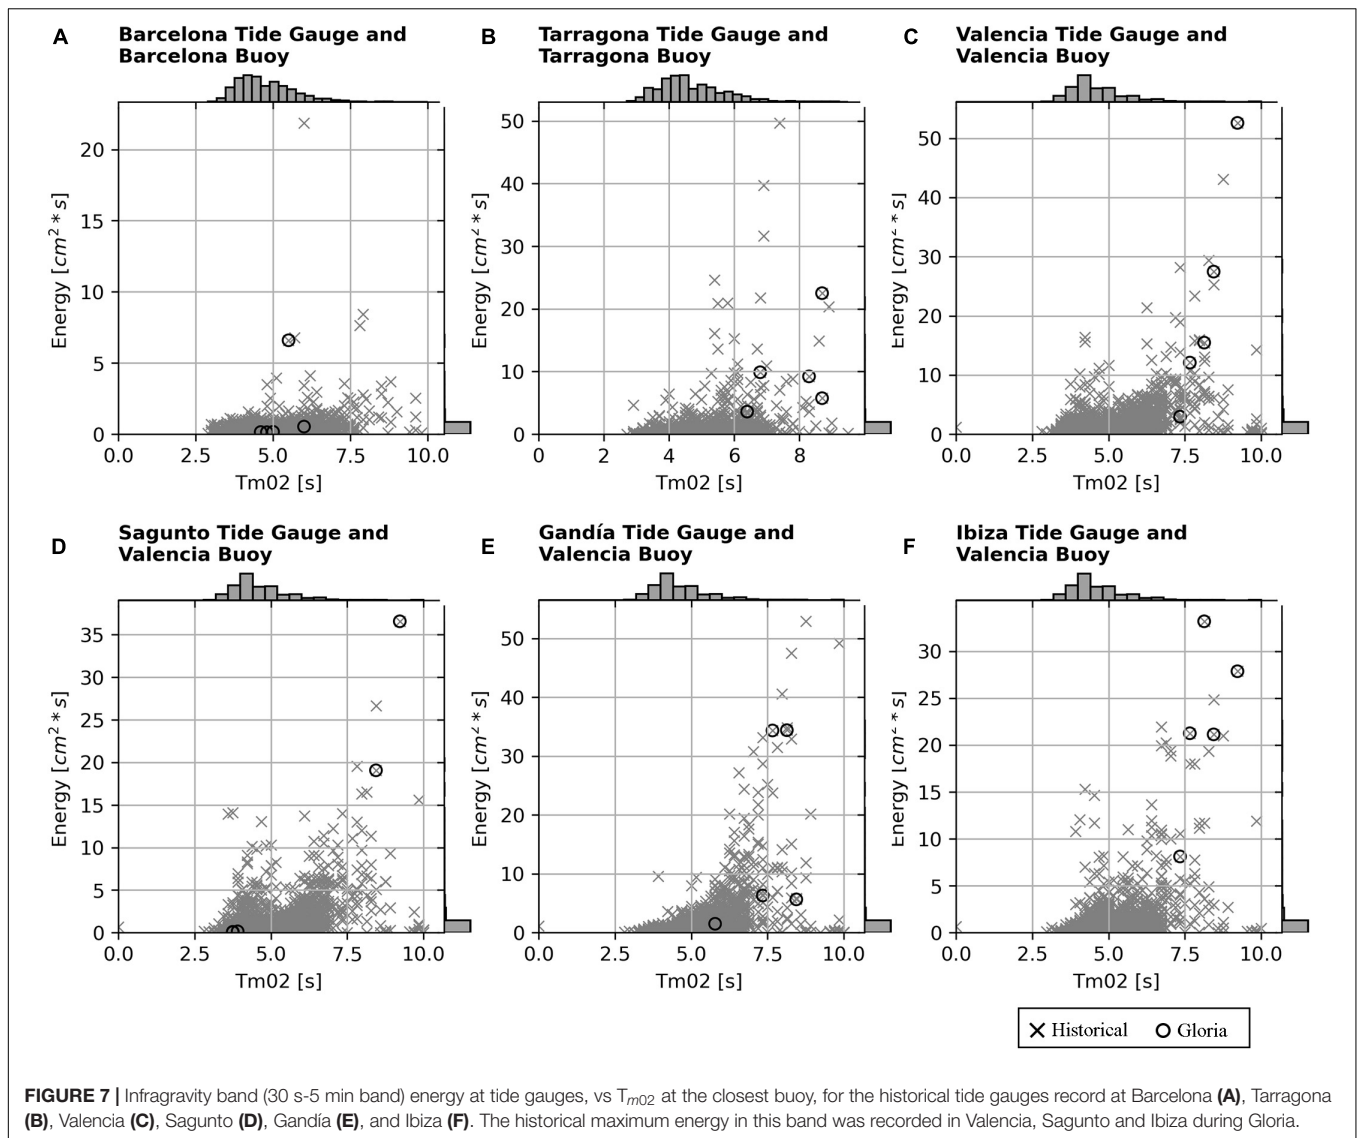 A
Barcelona Tide Gauge and
Barcelona Buoy
20
15
10
5
0
Energy [cm² * s]
0.0 2.5 5.0 7.5 10.0
Tm02 [s]
B
Tarragona Tide Gauge and
Tarragona Buoy
50
40
30
20
10
0
Energy [cm² * s]
0 2 4 6 8
Tm02 [s]
C
Valencia Tide Gauge and
Valencia Buoy
50
40
30
20
10
0
Energy [cm² * s]
0.0 2.5 5.0 7.5 10.0
Tm02 [s]
D
Sagunto Tide Gauge and
Valencia Buoy
35
30
25
20
15
10
5
0
Energy [cm² * s]
0.0 2.5 5.0 7.5 10.0
Tm02 [s]
E
Gandía Tide Gauge and
Valencia Buoy
50
40
30
20
10
0
Energy [cm² * s]
0.0 2.5 5.0 7.5 10.0
Tm02 [s]
F
Ibiza Tide Gauge and
Valencia Buoy
30
25
20
15
10
5
0
Energy [cm² * s]
0.0 2.5 5.0 7.5 10.0
Tm02 [s]
Historical Gloria
FIGURE 7 | Infragravity band (30 s-5 min band) energy at tide gauges, vs Tm02 at the closest buoy, for the historical tide gauges record at Barcelona (A), Tarragona
(B), Valencia (C), Sagunto (D), Gandía (E), and Ibiza (F). The historical maximum energy in this band was recorded in Valencia, Sagunto and Ibiza during Gloria.